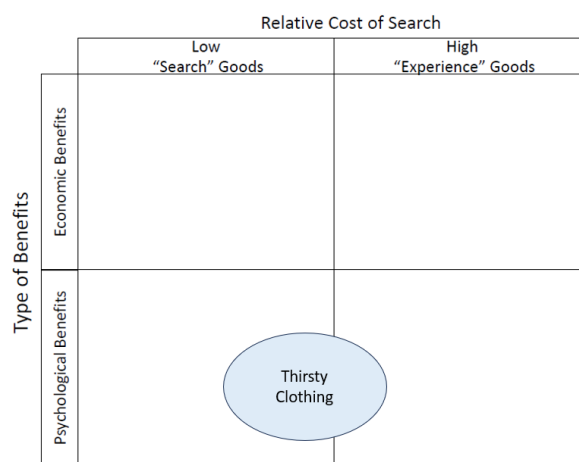 Relative Cost of Search
Low
“Search” Goods
High
“Experience” Goods
Type of Benefits
Economic Benefits
Psychological Benefits
Thirsty
Clothing